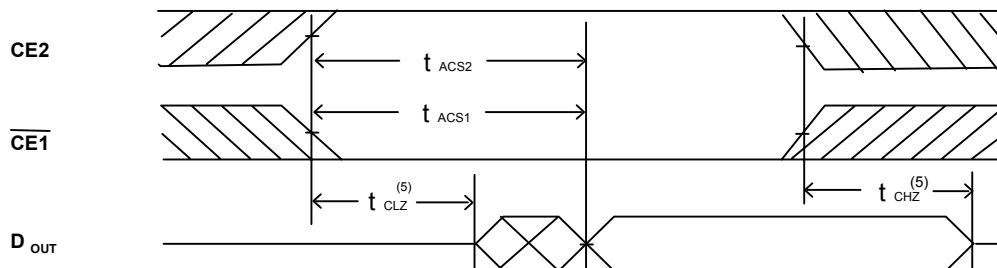 CE2
t ACS2
t ACS1
CE1
t CLZ (5)
t CHZ (5)
D OUT